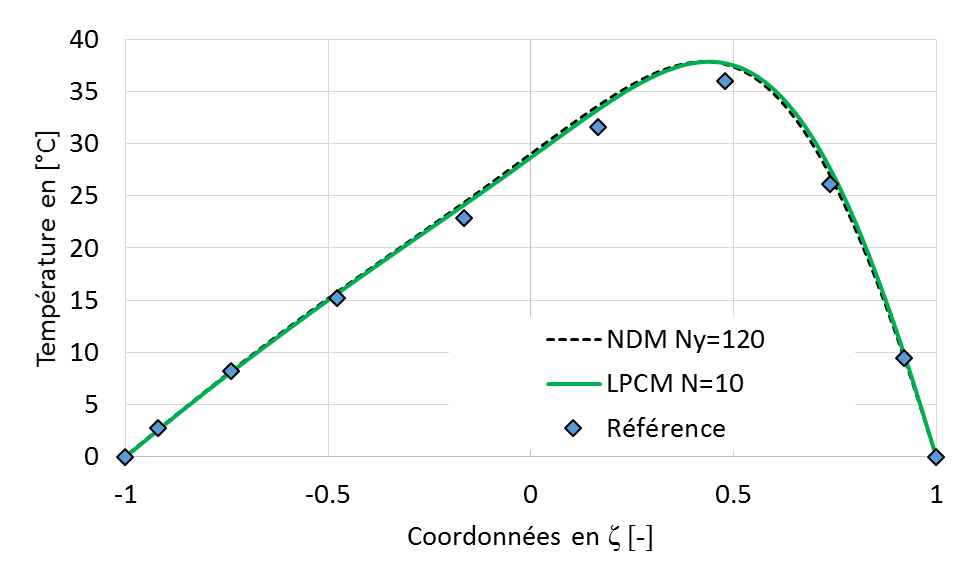 40
35
30
25
20
15
10
5
0
Température en [°C]
-1
-0.5
0
0.5
1
Coordonnées en ζ [-]
NDM Ny=120
LPCM N=10
Référence